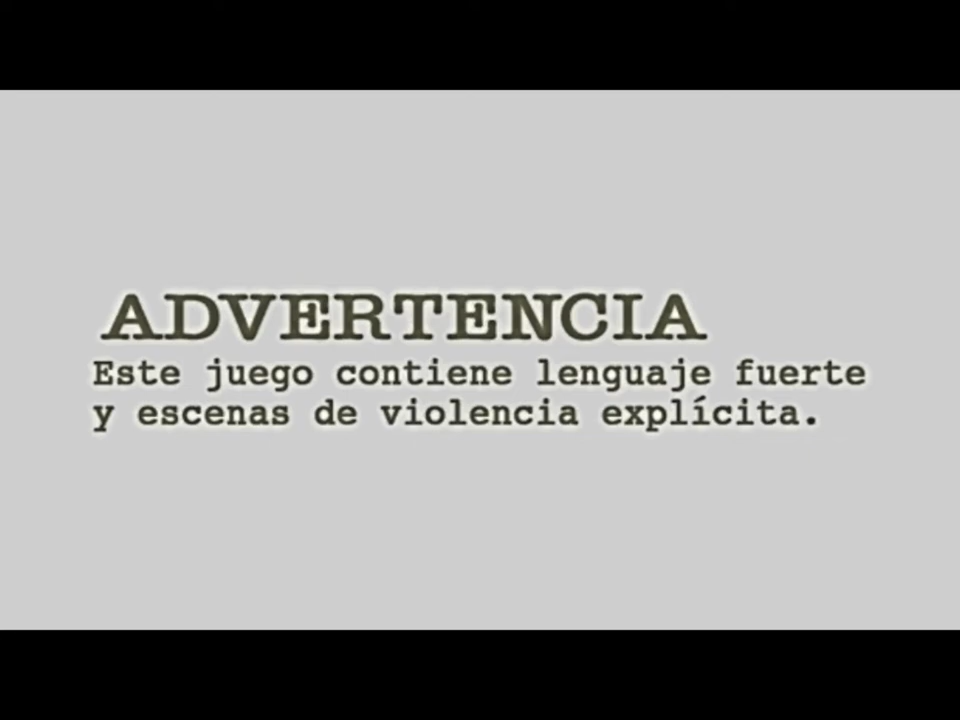 ADVERTENCIA
Este juego contiene lenguaje fuerte
y escenas de violencia explícita.